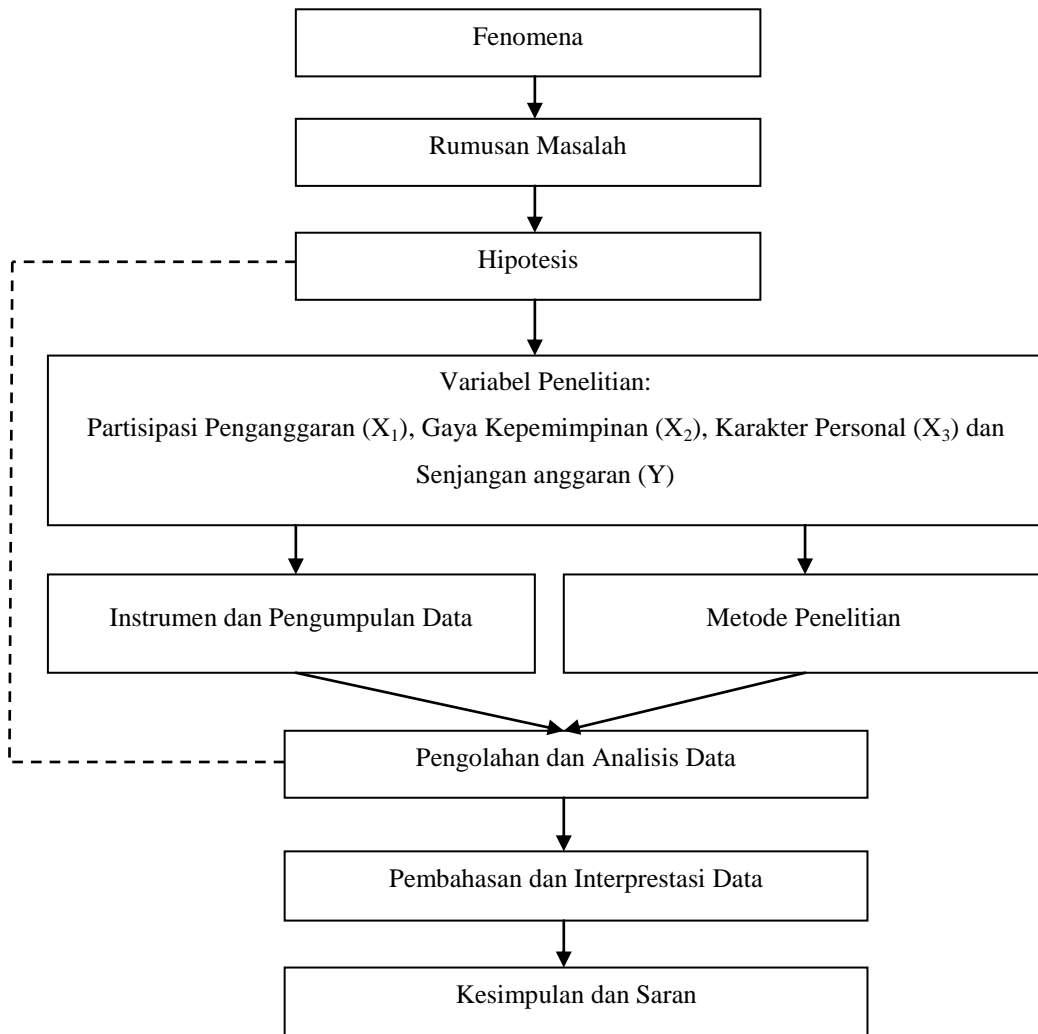 Fenomena
Rumusan Masalah
Hipotesis
Variabel Penelitian:
Partisipasi Penganggaran (X₁), Gaya Kepemimpinan (X₂), Karakter Personal (X₃) dan
Senjangan anggaran (Y)
Instrumen dan Pengumpulan Data
Metode Penelitian
Pengolahan dan Analisis Data
Pembahasan dan Interprestasi Data
Kesimpulan dan Saran